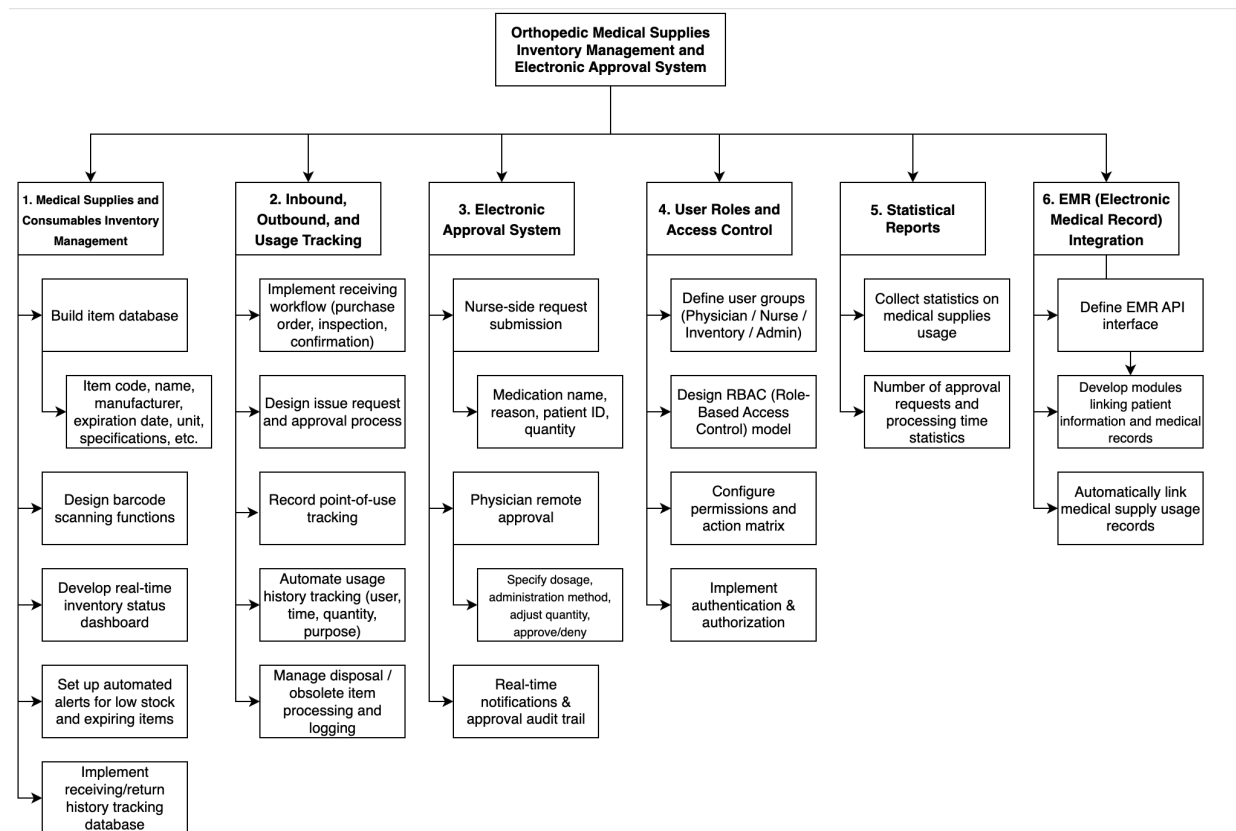 Orthopedic Medical Supplies
Inventory Management and
Electronic Approval System
1. Medical Supplies and
Consumables Inventory
Management
Build item database
Item code, name,
manufacturer,
expiration date, unit,
specifications, etc.
Design barcode
scanning functions
Develop real-time
inventory status
dashboard
Set up automated
alerts for low stock
and expiring items
Implement
receiving/return
history tracking
database
2. Inbound,
Outbound, and
Usage Tracking
Implement receiving
workflow (purchase
order, inspection,
confirmation)
Design issue request
and approval process
Record point-of-use
tracking
Automate usage
history tracking (user,
time, quantity,
purpose)
Manage disposal /
obsolete item
processing and
logging
3. Electronic
Approval System
Nurse-side request
submission
Medication name,
reason, patient ID,
quantity
Physician remote
approval
Specify dosage,
administration method,
adjust quantity,
approve/deny
Real-time
notifications &
approval audit trail
4. User Roles and
Access Control
Define user groups
(Physician / Nurse /
Inventory / Admin)
Design RBAC (Role-
Based Access
Control) model
Configure
permissions and
action matrix
Implement
authentication &
authorization
5. Statistical
Reports
Collect statistics on
medical supplies
usage
Number of approval
requests and
processing time
statistics
6. EMR (Electronic
Medical Record)
Integration
Define EMR API
interface
Develop modules
linking patient
information and medical
records
Automatically link
medical supply usage
records